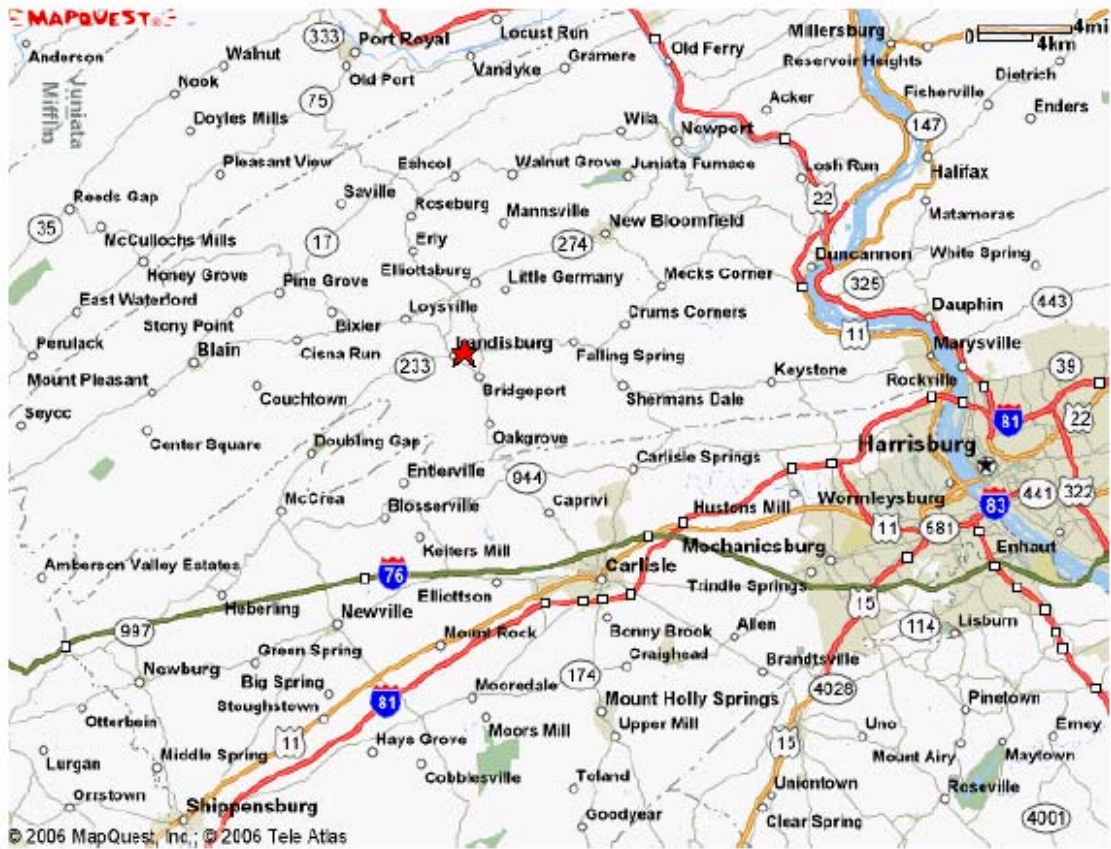 MAPQUEST
Anderson
Walnut
333
Port Royal
Locust Run
Old Ferry
Millersburg
0
4mi
4km
Nook
Old Port
Vandyke
Gramere
Reservoir Heights
Dietrich
Juniata
Mifflin
75
Acker
Fisherville
Enders
Doyles Mills
Wila
Newport
147
Pleasant View
Eshcol
Walnut Grove
Juniata Furnace
Losh Run
Halifax
Reeds Gap
Saville
Roseburg
Mannsville
New Bloomfield
22
Matamoras
35
McCullochs Mills
17
Erly
274
Duncannon
White Spring
Honey Grove
Pine Grove
Elliottsburg
Little Germany
Mecks Corner
325
443
East Waterford
Loysville
Dauphin
Stony Point
Bixler
Crums Corners
11
Perulack
Blain
Cisna Run
233
Landisburg
Falling Spring
Marysville
Mount Pleasant
Couchtown
Bridgeport
Shermans Dale
Keystone
Rockville
39
Center Square
Doubling Gap
Oakgrove
81
22
Harrisburg
Entlerville
944
Carlisle Springs
McCrea
Blosserville
Caprivi
Hustons Mill
Wormleysburg
83
441
322
11
581
Enhaut
Keiters Mill
Mechanicsburg
Amberson Valley Estates
76
Carlisle
Trindle Springs
Heberling
Elliottson
Newville
15
997
Mount Rock
Bonny Brook
Allen
114
Lisburn
Green Spring
Craighead
Newburg
Big Spring
174
Brandtsville
Mooredale
4028
Pinetown
Otterbein
Stoughstown
81
Mount Holly Springs
Moors Mill
Upper Mill
Uno
Emey
Lurgan
Middle Spring
11
Hays Grove
15
Mount Airy
Maytown
Cobblesville
Toland
Uniontown
Roseville
Orrstown
Shippensburg
Goodyear
Clear Spring
4001
© 2006 MapQuest, Inc.; © 2006 Tele Atlas